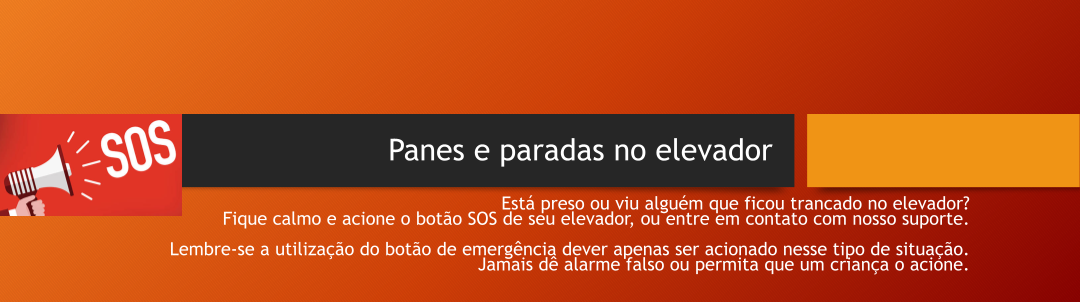 SOS
Panes e paradas no elevador
Está preso ou viu alguém que ficou trancado no elevador?
Fique calmo e acione o botão SOS de seu elevador, ou entre em contato com nosso suporte.
Lembre-se a utilização do botão de emergência dever apenas ser acionado nesse tipo de situação.
Jamais dê alarme falso ou permita que um criança o acione.